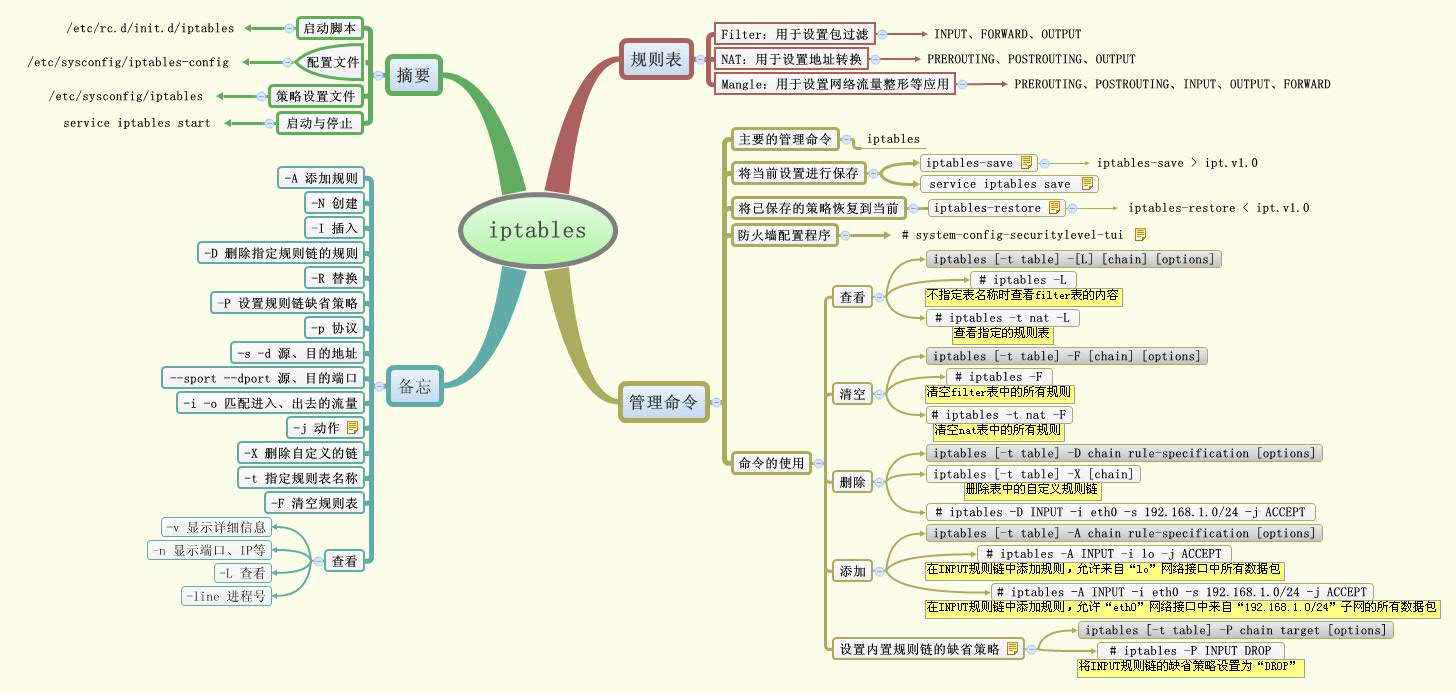 iptables
摘要
启动脚本
/etc/rc.d/init.d/iptables
配置文件
/etc/sysconfig/iptables-config
策略设置文件
/etc/sysconfig/iptables
启动与停止
service iptables start
规则表
Filter：用于设置包过滤
INPUT、FORWARD、OUTPUT
NAT：用于设置地址转换
PREROUTING、POSTROUTING、OUTPUT
Mangle：用于设置网络流量整形等应用
PREROUTING、POSTROUTING、INPUT、OUTPUT、FORWARD
备忘
-A 添加规则
-N 创建
-I 插入
-D 删除指定规则链的规则
-R 替换
-P 设置规则链缺省策略
-p 协议
-s -d 源、目的地址
--sport --dport 源、目的端口
-i -o 匹配进入、出去的流量
-j 动作
-X 删除自定义的链
-t 指定规则表名称
-F 清空规则表
查看
-v 显示详细信息
-n 显示端口、IP等
-L 查看
-line 进程号
管理命令
主要的管理命令
iptables
将当前设置进行保存
iptables-save
iptables-save > ipt.v1.0
service iptables save
将已保存的策略恢复到当前
iptables-restore
iptables-restore < ipt.v1.0
防火墙配置程序
# system-config-securitylevel-tui
命令的使用
查看
iptables [-t table] -[L] [chain] [options]
# iptables -L
不指定表名称时查看filter表的内容
# iptables -t nat -L
查看指定的规则表
清空
iptables [-t table] -F [chain] [options]
# iptables -F
清空filter表中的所有规则
# iptables -t nat -F
清空nat表中的所有规则
删除
iptables [-t table] -D chain rule-specification [options]
iptables [-t table] -X [chain]
删除表中的自定义规则链
# iptables -D INPUT -i eth0 -s 192.168.1.0/24 -j ACCEPT
添加
iptables [-t table] -A chain rule-specification [options]
# iptables -A INPUT -i lo -j ACCEPT
在INPUT规则链中添加规则，允许来自“lo”网络接口中所有数据包
# iptables -A INPUT -i eth0 -s 192.168.1.0/24 -j ACCEPT
在INPUT规则链中添加规则，允许“eth0”网络接口中来自“192.168.1.0/24”子网的所有数据包
设置内置规则链的缺省策略
iptables [-t table] -P chain target [options]
# iptables -P INPUT DROP
将INPUT规则链的缺省策略设置为“DROP”